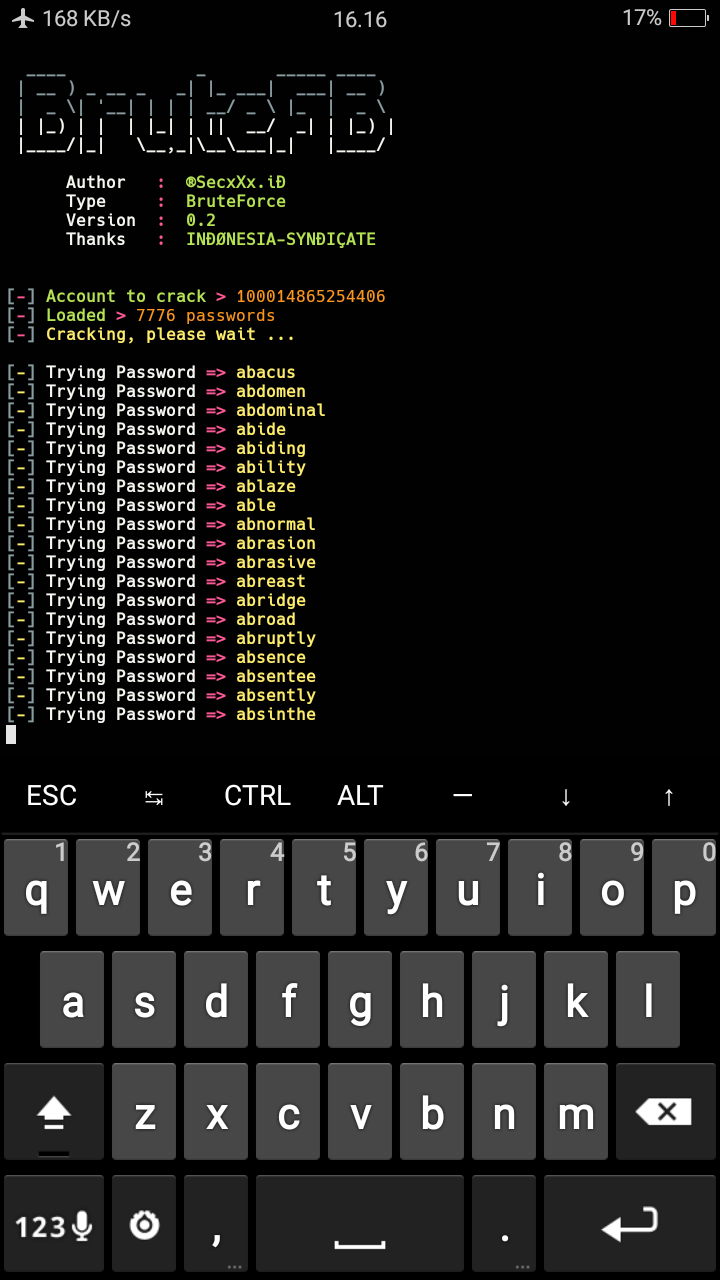 168 KB/s 16.16 17%
BruteFB
Author : ®SecxXx.iÐ
Type : BruteForce
Version : 0.2
Thanks : INÐØNESIA-SYNÐIÇATE
[-] Account to crack > 100014865254406
[-] Loaded > 7776 passwords
[-] Cracking, please wait ...
[-] Trying Password => abacus
[-] Trying Password => abdomen
[-] Trying Password => abdominal
[-] Trying Password => abide
[-] Trying Password => abiding
[-] Trying Password => ability
[-] Trying Password => ablaze
[-] Trying Password => able
[-] Trying Password => abnormal
[-] Trying Password => abrasion
[-] Trying Password => abrasive
[-] Trying Password => abreast
[-] Trying Password => abridge
[-] Trying Password => abroad
[-] Trying Password => abruptly
[-] Trying Password => absence
[-] Trying Password => absentee
[-] Trying Password => absently
[-] Trying Password => absinthe
ESC ↹ CTRL ALT — ↓ ↑
1 2 3 4 5 6 7 8 9 0
q w e r t y u i o p
a s d f g h j k l
z x c v b n m
123 , ... . ...